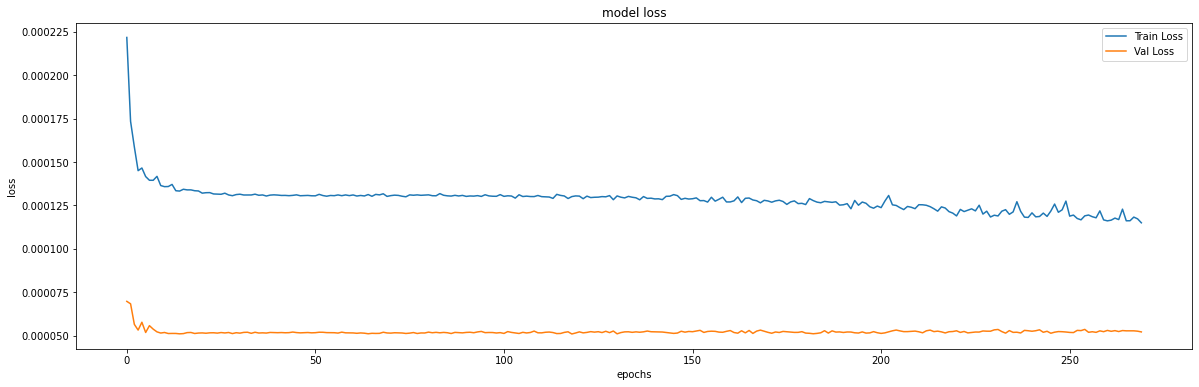 model loss
Train Loss
Val Loss
0.000225
0.000200
0.000175
0.000150
0.000125
0.000100
0.000075
0.000050
loss
0 50 100 150 200 250
epochs